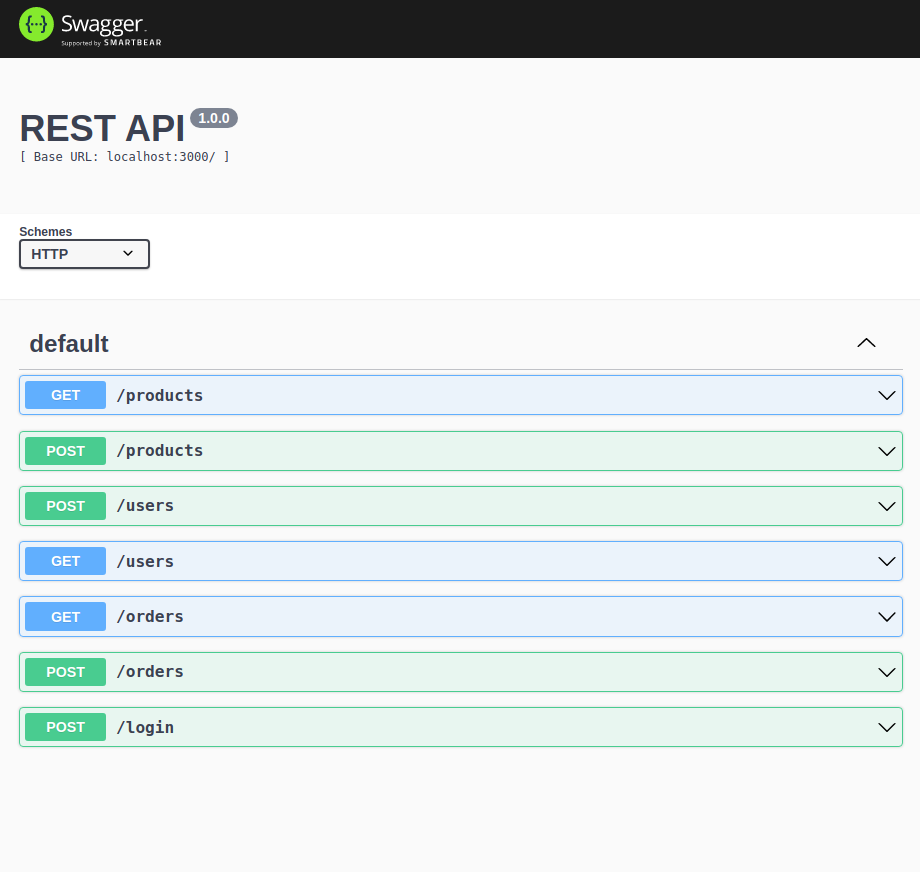 {···} Swagger.
Supported by SMARTBEAR
REST API 1.0.0
[ Base URL: localhost:3000/ ]
Schemes
HTTP
default
GET /products
POST /products
POST /users
GET /users
GET /orders
POST /orders
POST /login